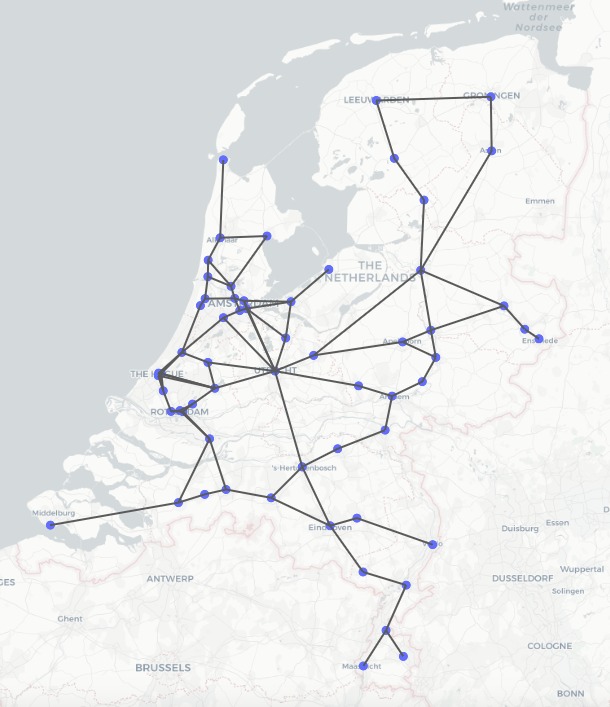 Wattenmeer
der
Nordsee
LEEUWARDEN
GRONINGEN
Assen
Emmen
Alkmaar
THE
NETHERLANDS
AMSTERDAM
Apeldoorn
Enschede
THE HAGUE
UTRECHT
Arnhem
ROTTERDAM
's-Hertogenbosch
Middelburg
Eindhoven
Venlo
Duisburg
Essen
D
GES
ANTWERP
DUSSELDORF
Wuppertal
Solingen
Ghent
COLOGNE
BRUSSELS
Maastricht
BONN